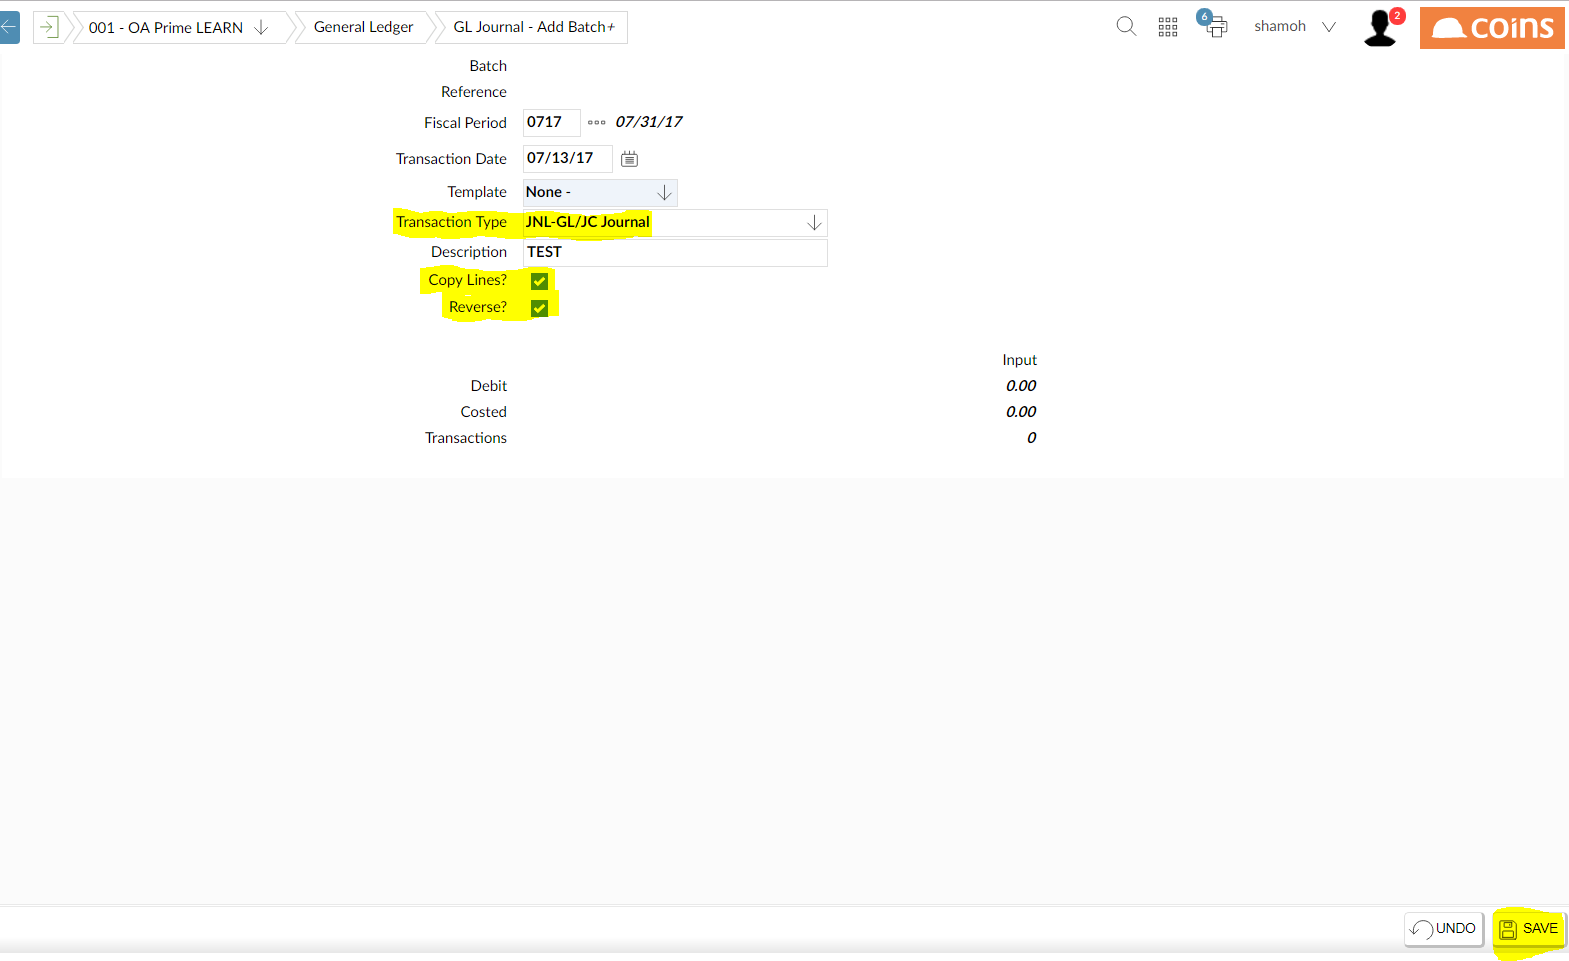 001 - OA Prime LEARN General Ledger GL Journal - Add Batch+ 6 shamoh 2 coins
Batch
Reference
Fiscal Period 0717 07/31/17
Transaction Date 07/13/17
Template None -
Transaction Type JNL-GL/JC Journal
Description TEST
Copy Lines?
Reverse?
Input
Debit 0.00
Costed 0.00
Transactions 0
UNDO SAVE